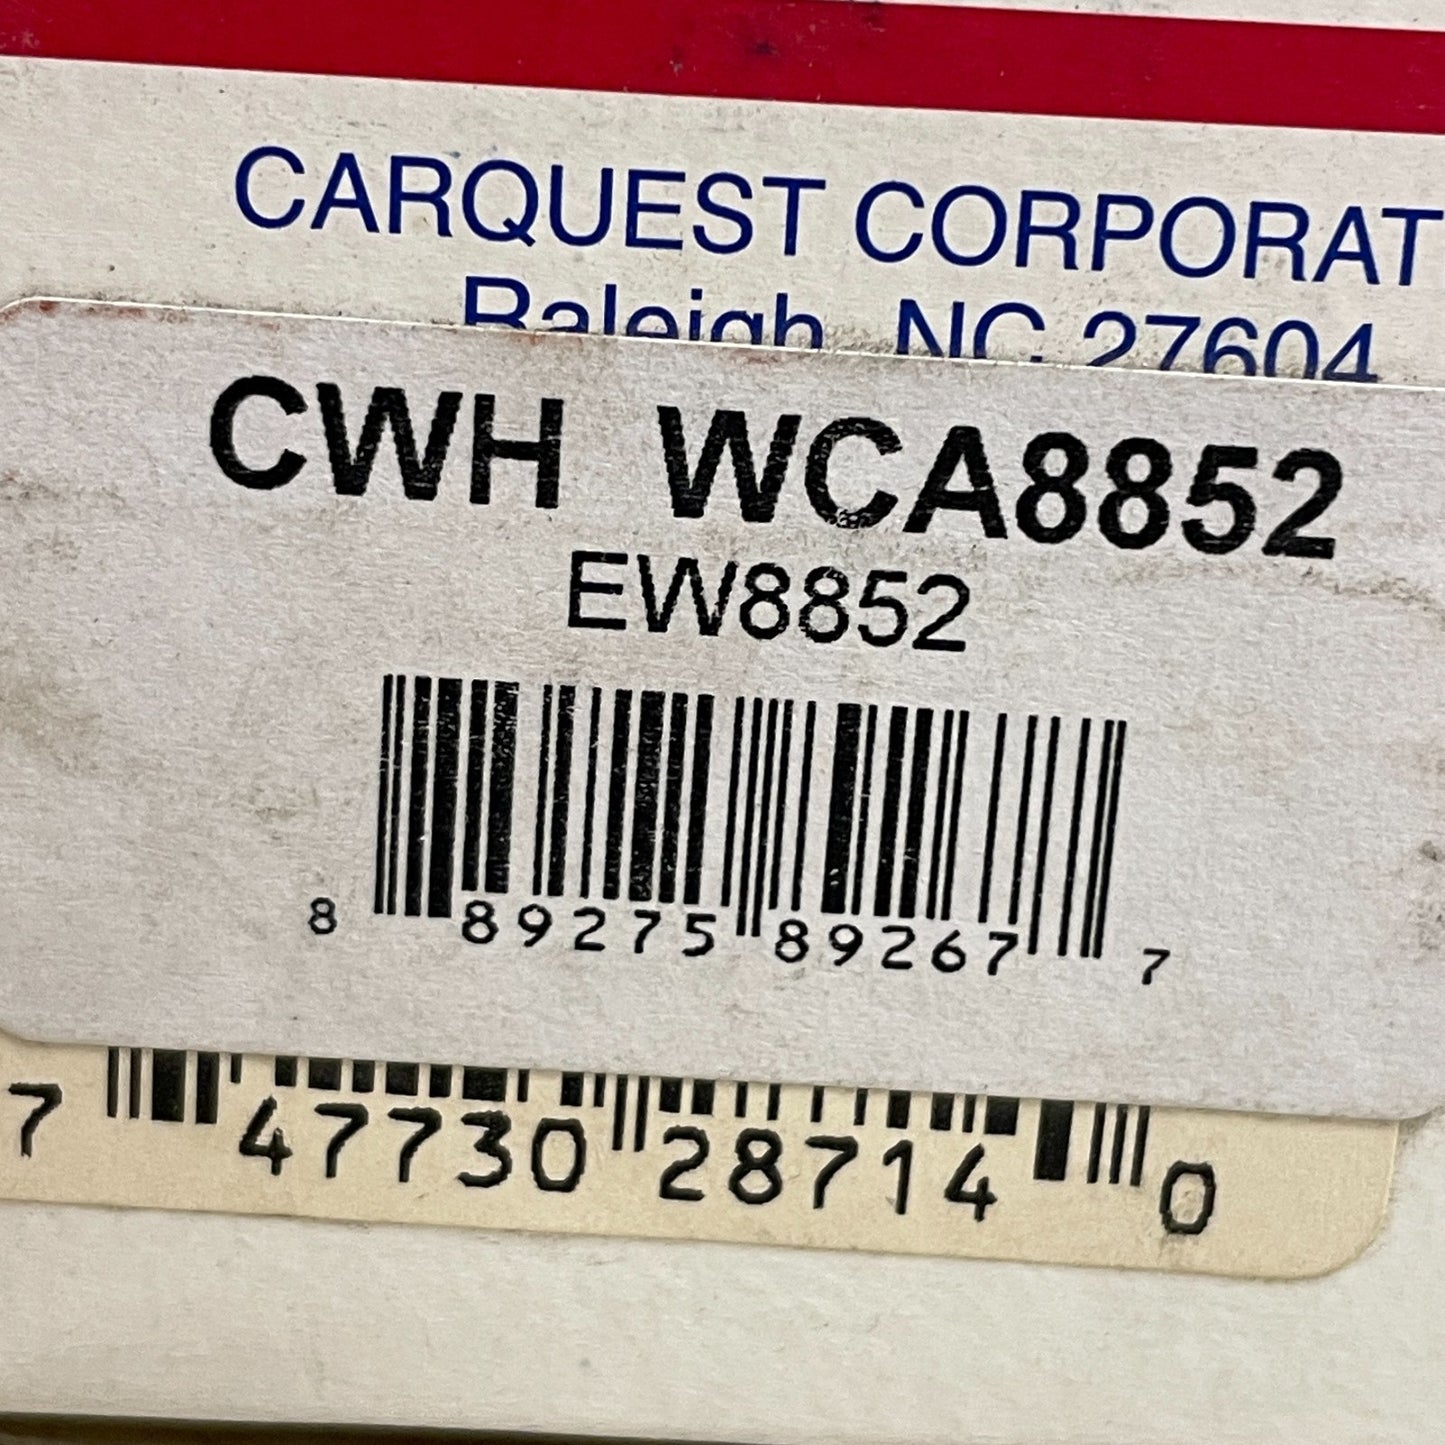 CARQUEST CORPORAT
Raleigh, NC 27604
CWH WCA8852
EW8852
8 89275 89267 7
7 47730 28714 0